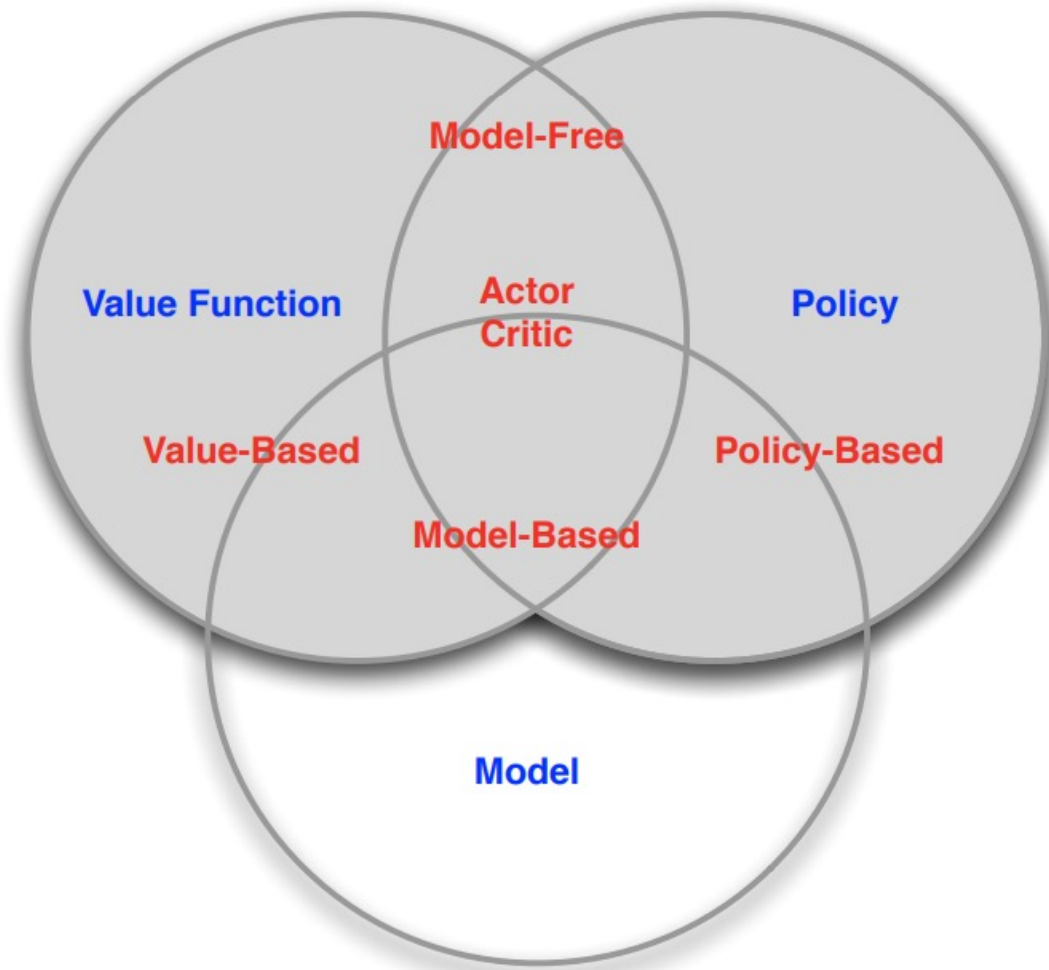 Model-Free
Value Function
Actor
Critic
Policy
Value-Based
Policy-Based
Model-Based
Model